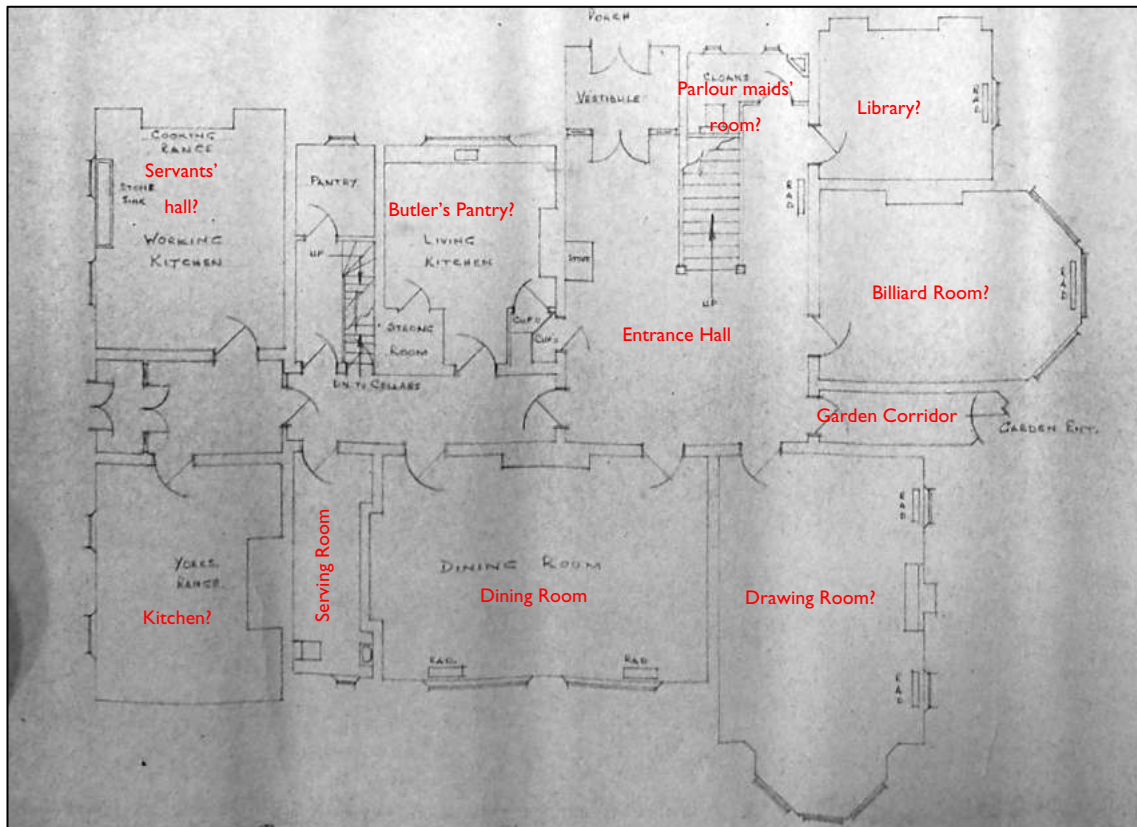 PORCH
CLOAKS
Parlour maids'
room?
VESTIBULE
Library?
RAD
COOKING
RANGE
Servants'
hall?
STONE
SINK
WORKING
KITCHEN
PANTRY
UP
Butler's Pantry?
LIVING
KITCHEN
STOVE
RAD
UP
Billiard Room?
RAD
STRONG
ROOM
CUPD
CUPD
Entrance Hall
DN. TO CELLARS
Garden Corridor
GARDEN ENT.
YORKS.
RANGE.
Kitchen?
Serving Room
DINING ROOM
Dining Room
RAD.
RAD
Drawing Room?
RAD
RAD